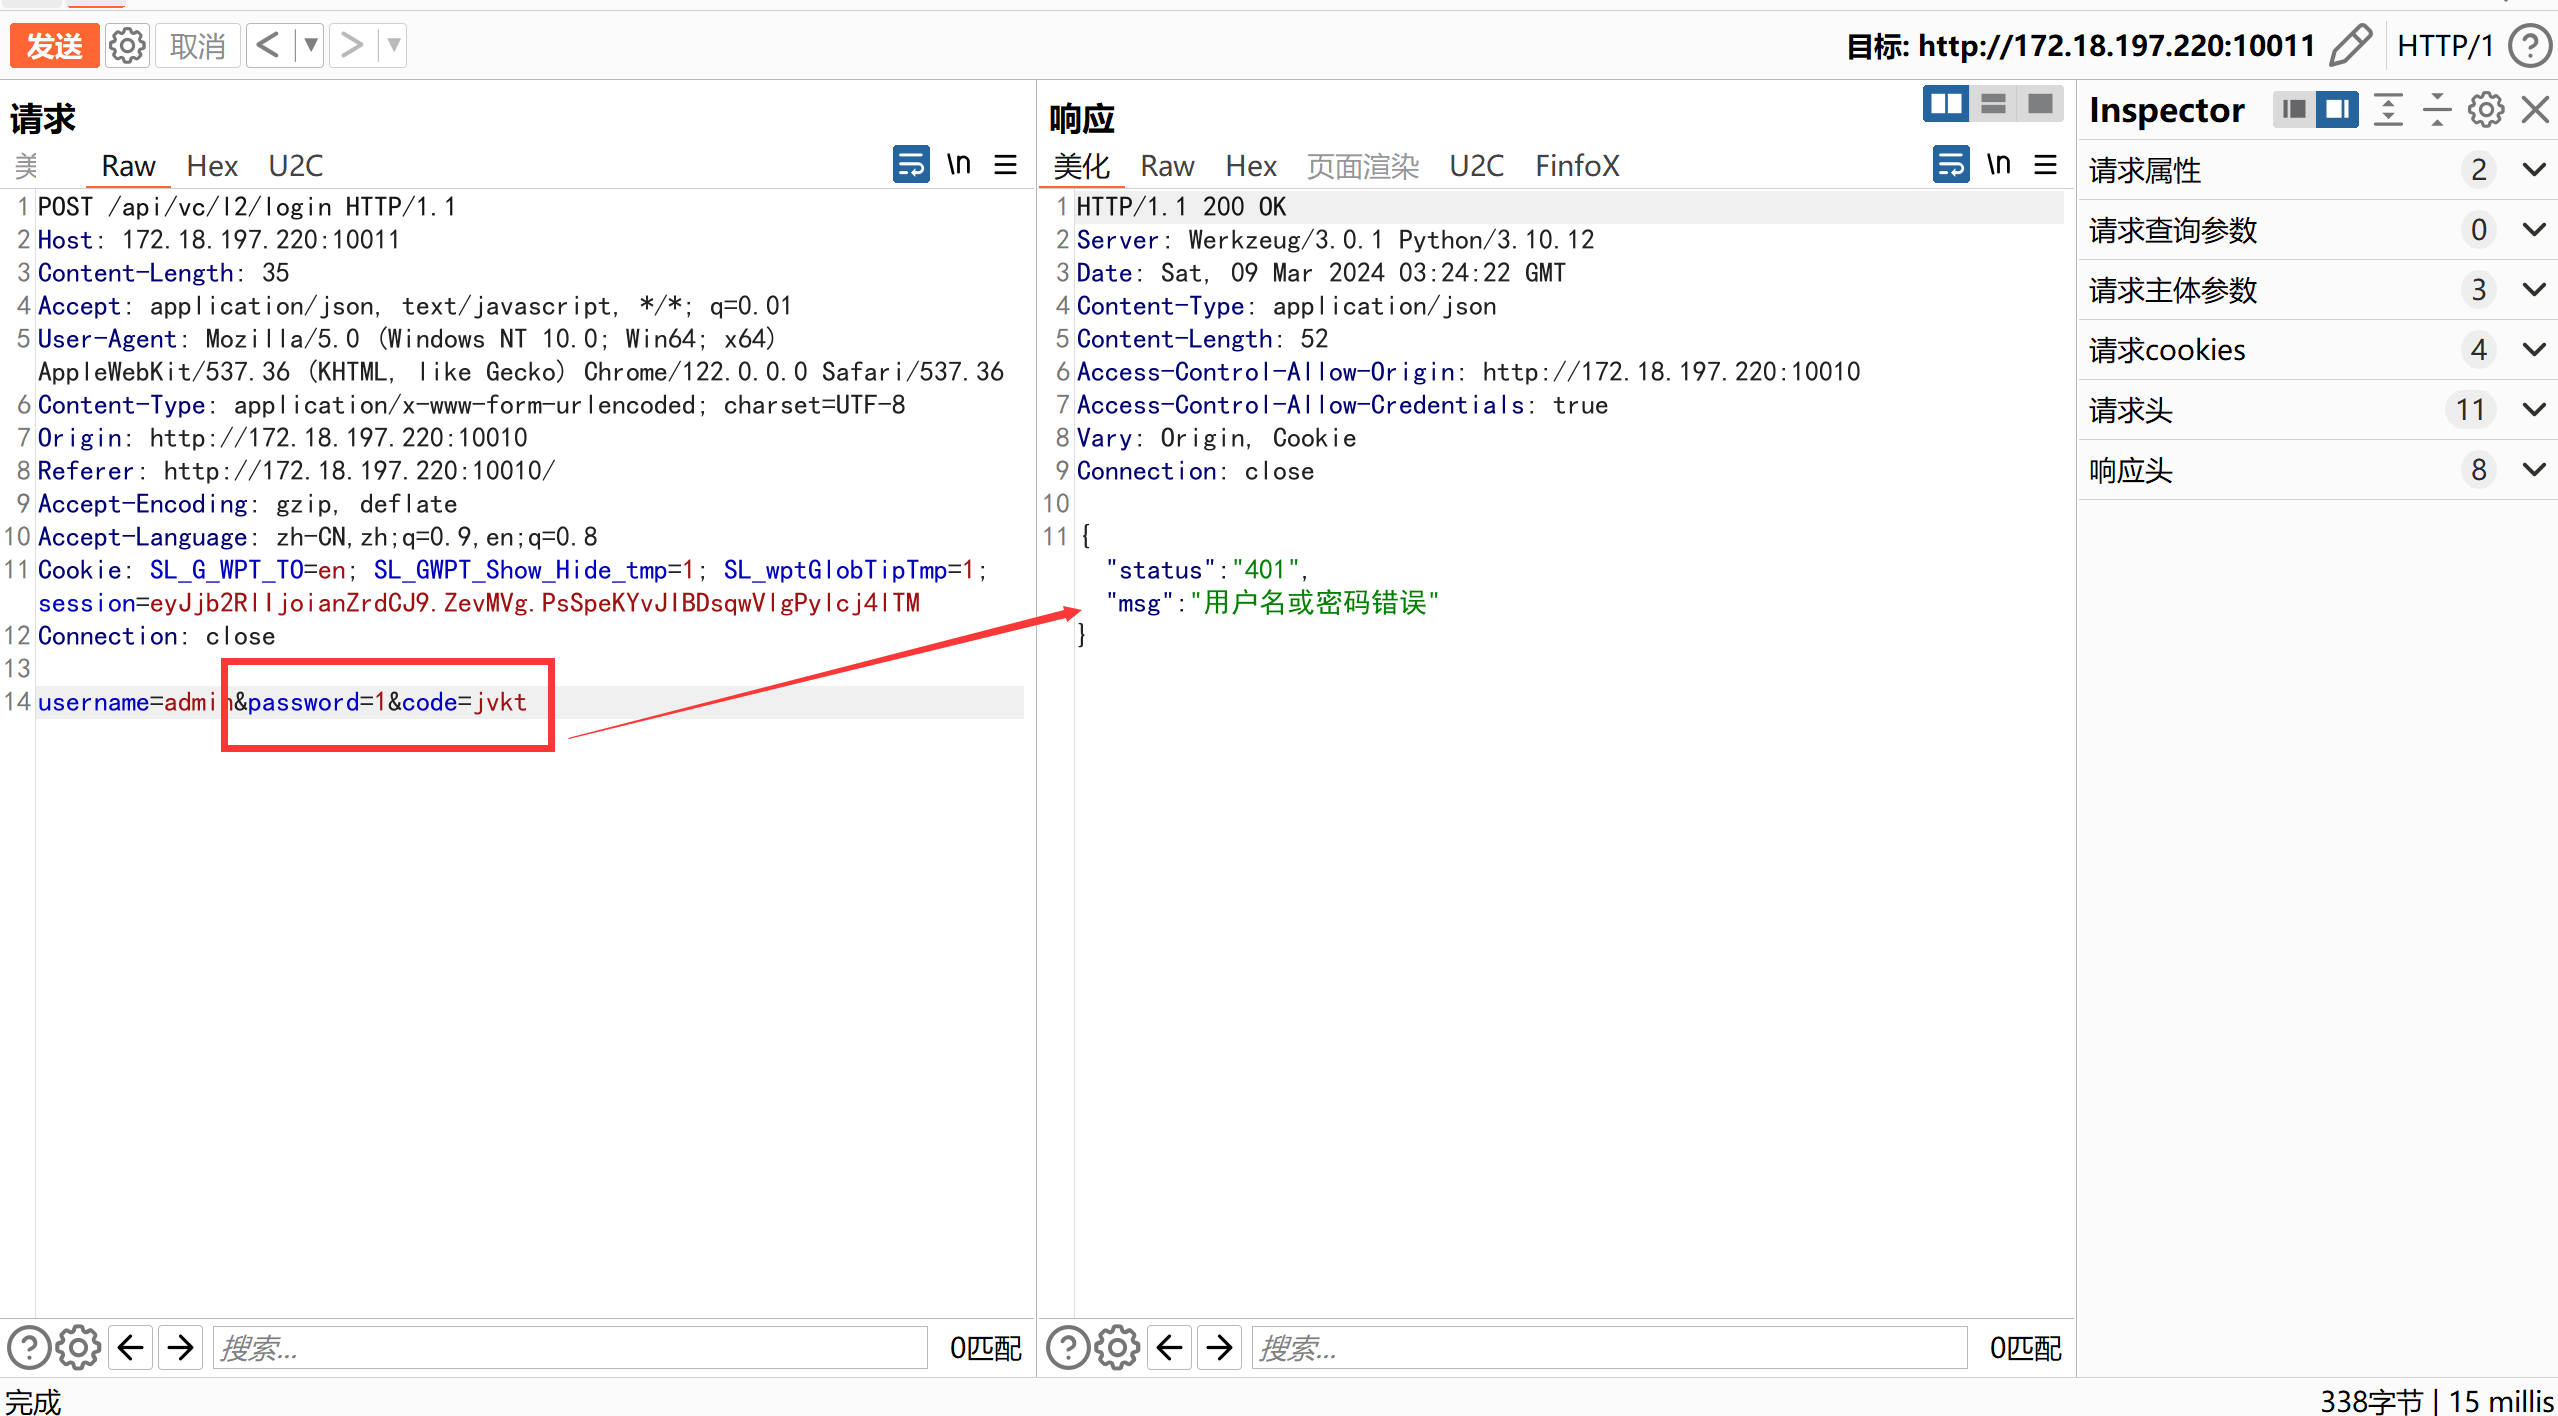 发送
取消
目标: http://172.18.197.220:10011
HTTP/1
请求
美
Raw
Hex
U2C
\n
1 POST /api/vc/l2/login HTTP/1.1
2 Host: 172.18.197.220:10011
3 Content-Length: 35
4 Accept: application/json, text/javascript, */*; q=0.01
5 User-Agent: Mozilla/5.0 (Windows NT 10.0; Win64; x64)
AppleWebKit/537.36 (KHTML, like Gecko) Chrome/122.0.0.0 Safari/537.36
6 Content-Type: application/x-www-form-urlencoded; charset=UTF-8
7 Origin: http://172.18.197.220:10010
8 Referer: http://172.18.197.220:10010/
9 Accept-Encoding: gzip, deflate
10 Accept-Language: zh-CN,zh;q=0.9,en;q=0.8
11 Cookie: SL_G_WPT_TO=en; SL_GWPT_Show_Hide_tmp=1; SL_wptGlobTipTmp=1;
session=eyJjb2RlIjoianZrdCJ9.ZevMVg.PsSpeKYvJIBDsqwVlgPylcj4lTM
12 Connection: close
13
14 username=admin&password=1&code=jvkt
搜索...
0匹配
响应
美化
Raw
Hex
页面渲染
U2C
FinfoX
\n
1 HTTP/1.1 200 OK
2 Server: Werkzeug/3.0.1 Python/3.10.12
3 Date: Sat, 09 Mar 2024 03:24:22 GMT
4 Content-Type: application/json
5 Content-Length: 52
6 Access-Control-Allow-Origin: http://172.18.197.220:10010
7 Access-Control-Allow-Credentials: true
8 Vary: Origin, Cookie
9 Connection: close
10
11 {
"status":"401",
"msg":"用户名或密码错误"
}
搜索...
0匹配
Inspector
请求属性 2
请求查询参数 0
请求主体参数 3
请求cookies 4
请求头 11
响应头 8
完成
338字节 | 15 millis